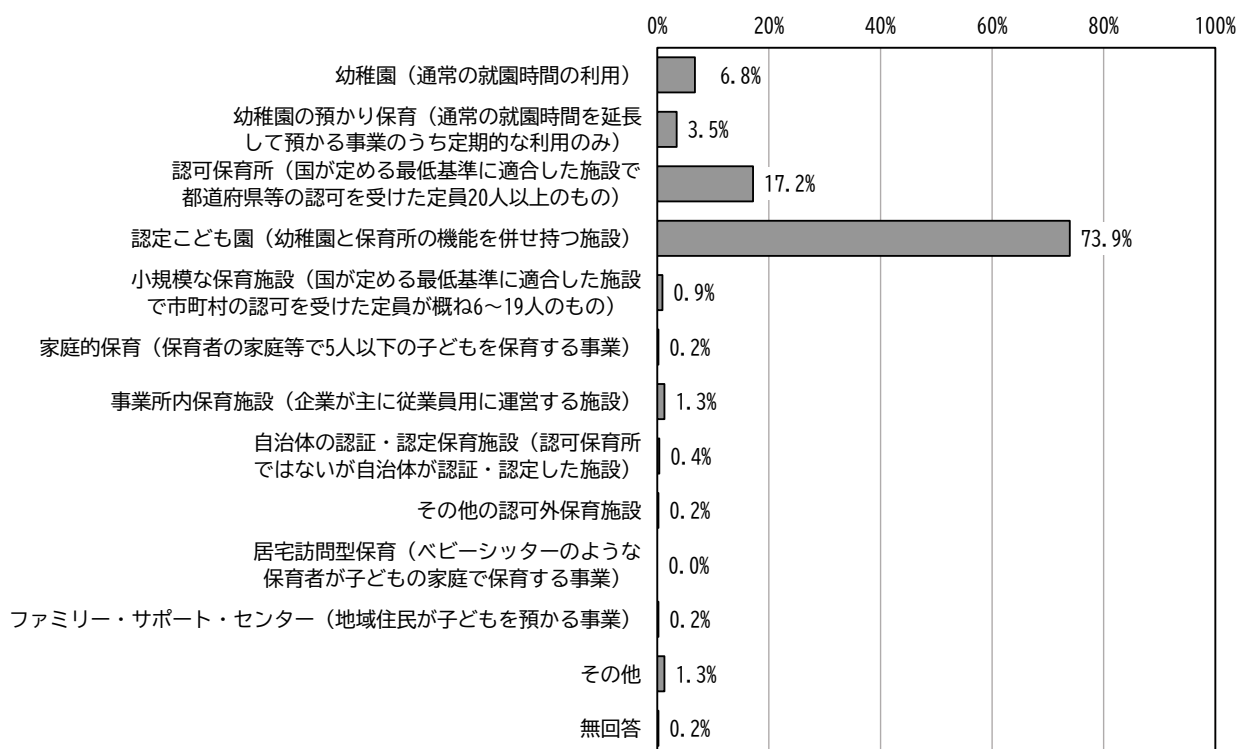 0% 20% 40% 60% 80% 100%
幼稚園（通常の就園時間の利用） 6.8%
幼稚園の預かり保育（通常の就園時間を延長
して預かる事業のうち定期的な利用のみ） 3.5%
認可保育所（国が定める最低基準に適合した施設で
都道府県等の認可を受けた定員20人以上のもの） 17.2%
認定こども園（幼稚園と保育所の機能を併せ持つ施設） 73.9%
小規模な保育施設（国が定める最低基準に適合した施設
で市町村の認可を受けた定員が概ね6～19人のもの） 0.9%
家庭的保育（保育者の家庭等で5人以下の子どもを保育する事業） 0.2%
事業所内保育施設（企業が主に従業員用に運営する施設） 1.3%
自治体の認証・認定保育施設（認可保育所
ではないが自治体が認証・認定した施設） 0.4%
その他の認可外保育施設 0.2%
居宅訪問型保育（ベビーシッターのような
保育者が子どもの家庭で保育する事業） 0.0%
ファミリー・サポート・センター（地域住民が子どもを預かる事業） 0.2%
その他 1.3%
無回答 0.2%